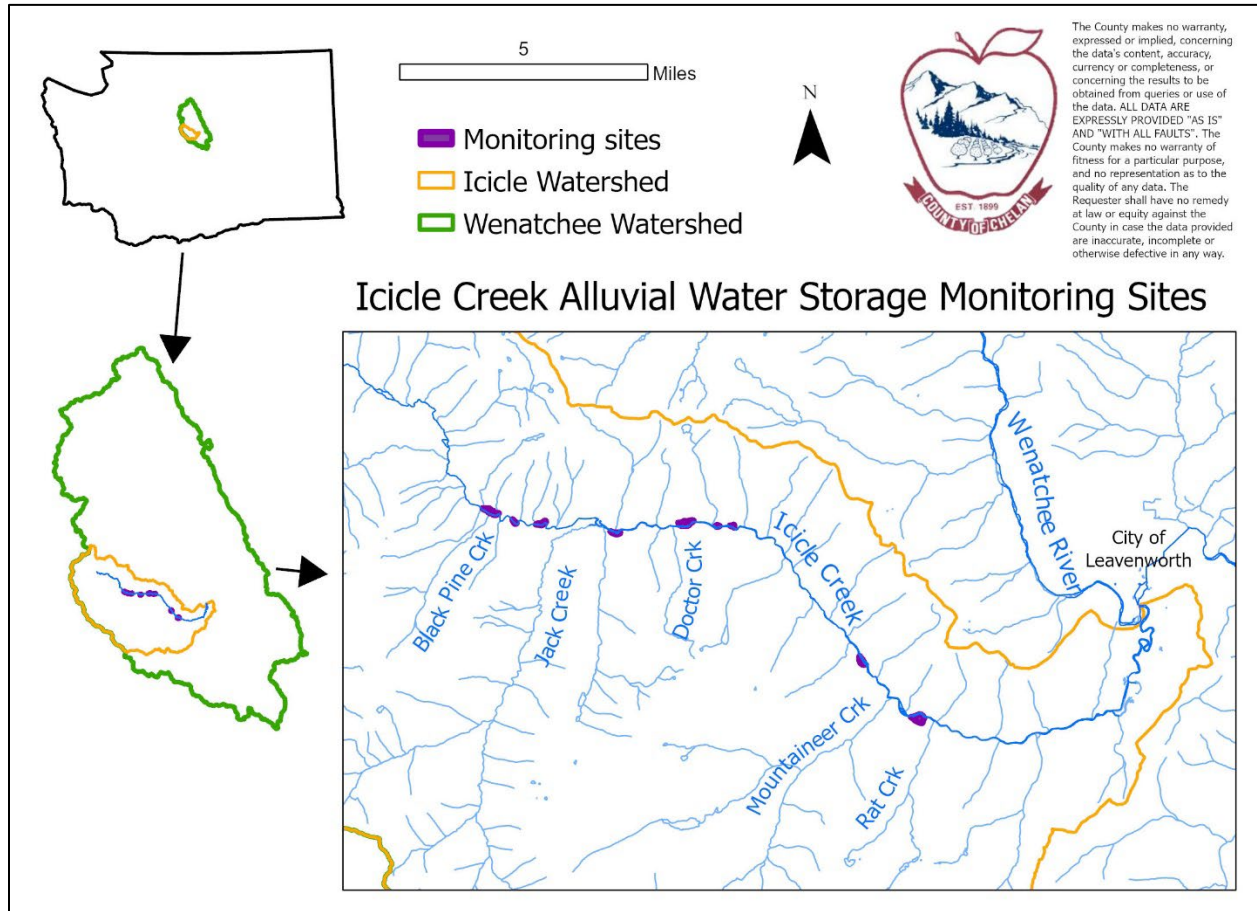 5
Miles
Monitoring sites
Icicle Watershed
Wenatchee Watershed
N
EST. 1899
COUNTY OF CHELAN
The County makes no warranty,
expressed or implied, concerning
the data's content, accuracy,
currency or completeness, or
concerning the results to be
obtained from queries or use of
the data. ALL DATA ARE
EXPRESSLY PROVIDED "AS IS"
AND "WITH ALL FAULTS". The
County makes no warranty of
fitness for a particular purpose,
and no representation as to the
quality of any data. The
Requester shall have no remedy
at law or equity against the
County in case the data provided
are inaccurate, incomplete or
otherwise defective in any way.
Icicle Creek Alluvial Water Storage Monitoring Sites
Wenatchee River
City of
Leavenworth
Icicle Creek
Black Pine Crk
Jack Creek
Doctor Crk
Mountaineer Crk
Rat Crk